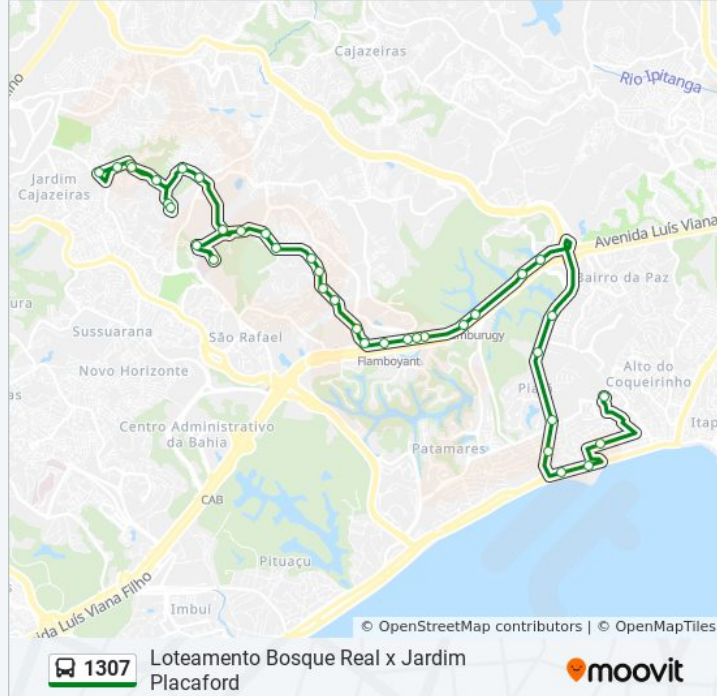 Cajazeiras
Rio Ipitanga
Jardim
Cajazeiras
Avenida Luís Viana
Bairro da Paz
Sussuarana
São Rafael
mburugy
Flamboyant
Novo Horizonte
Alto do
Coqueirinho
Itap
Centro Administrativo
da Bahia
Patamares
CAB
Pituaçu
Imbuí
ida Luís Viana Filho
© OpenStreetMap contributors | © OpenMapTiles
1307
Loteamento Bosque Real x Jardim
Placaford
moovit